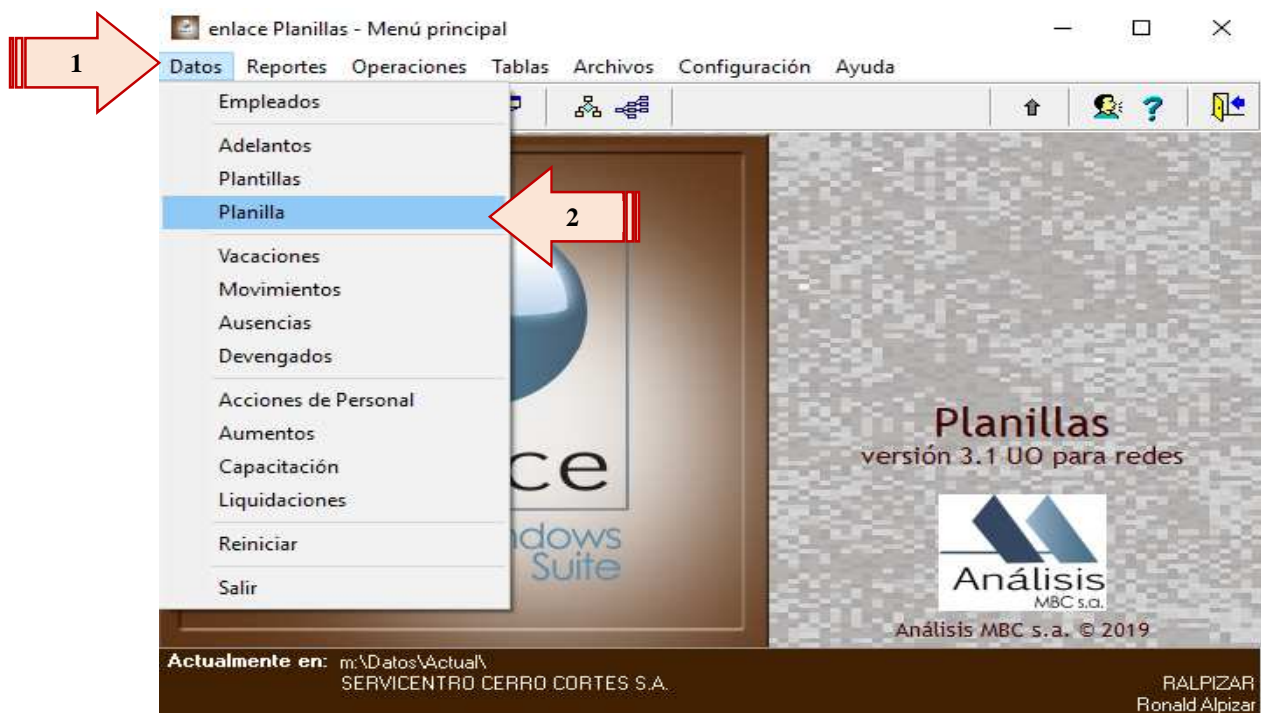 enlace Planillas - Menú principal
1
Datos Reportes Operaciones Tablas Archivos Configuración Ayuda
Empleados
Adelantos
Plantillas
Planilla
2
Vacaciones
Movimientos
Ausencias
Devengados
Acciones de Personal
Aumentos
Capacitación
Liquidaciones
Reiniciar
Salir
ce
ndows
Suite
Planillas
versión 3.1 UO para redes
Análisis
MBC s.a.
Análisis MBC s.a. © 2019
Actualmente en: m:\Datos\Actual\
SERVICENTRO CERRO CORTES S.A.
RALPIZAR
Ronald Alpizar